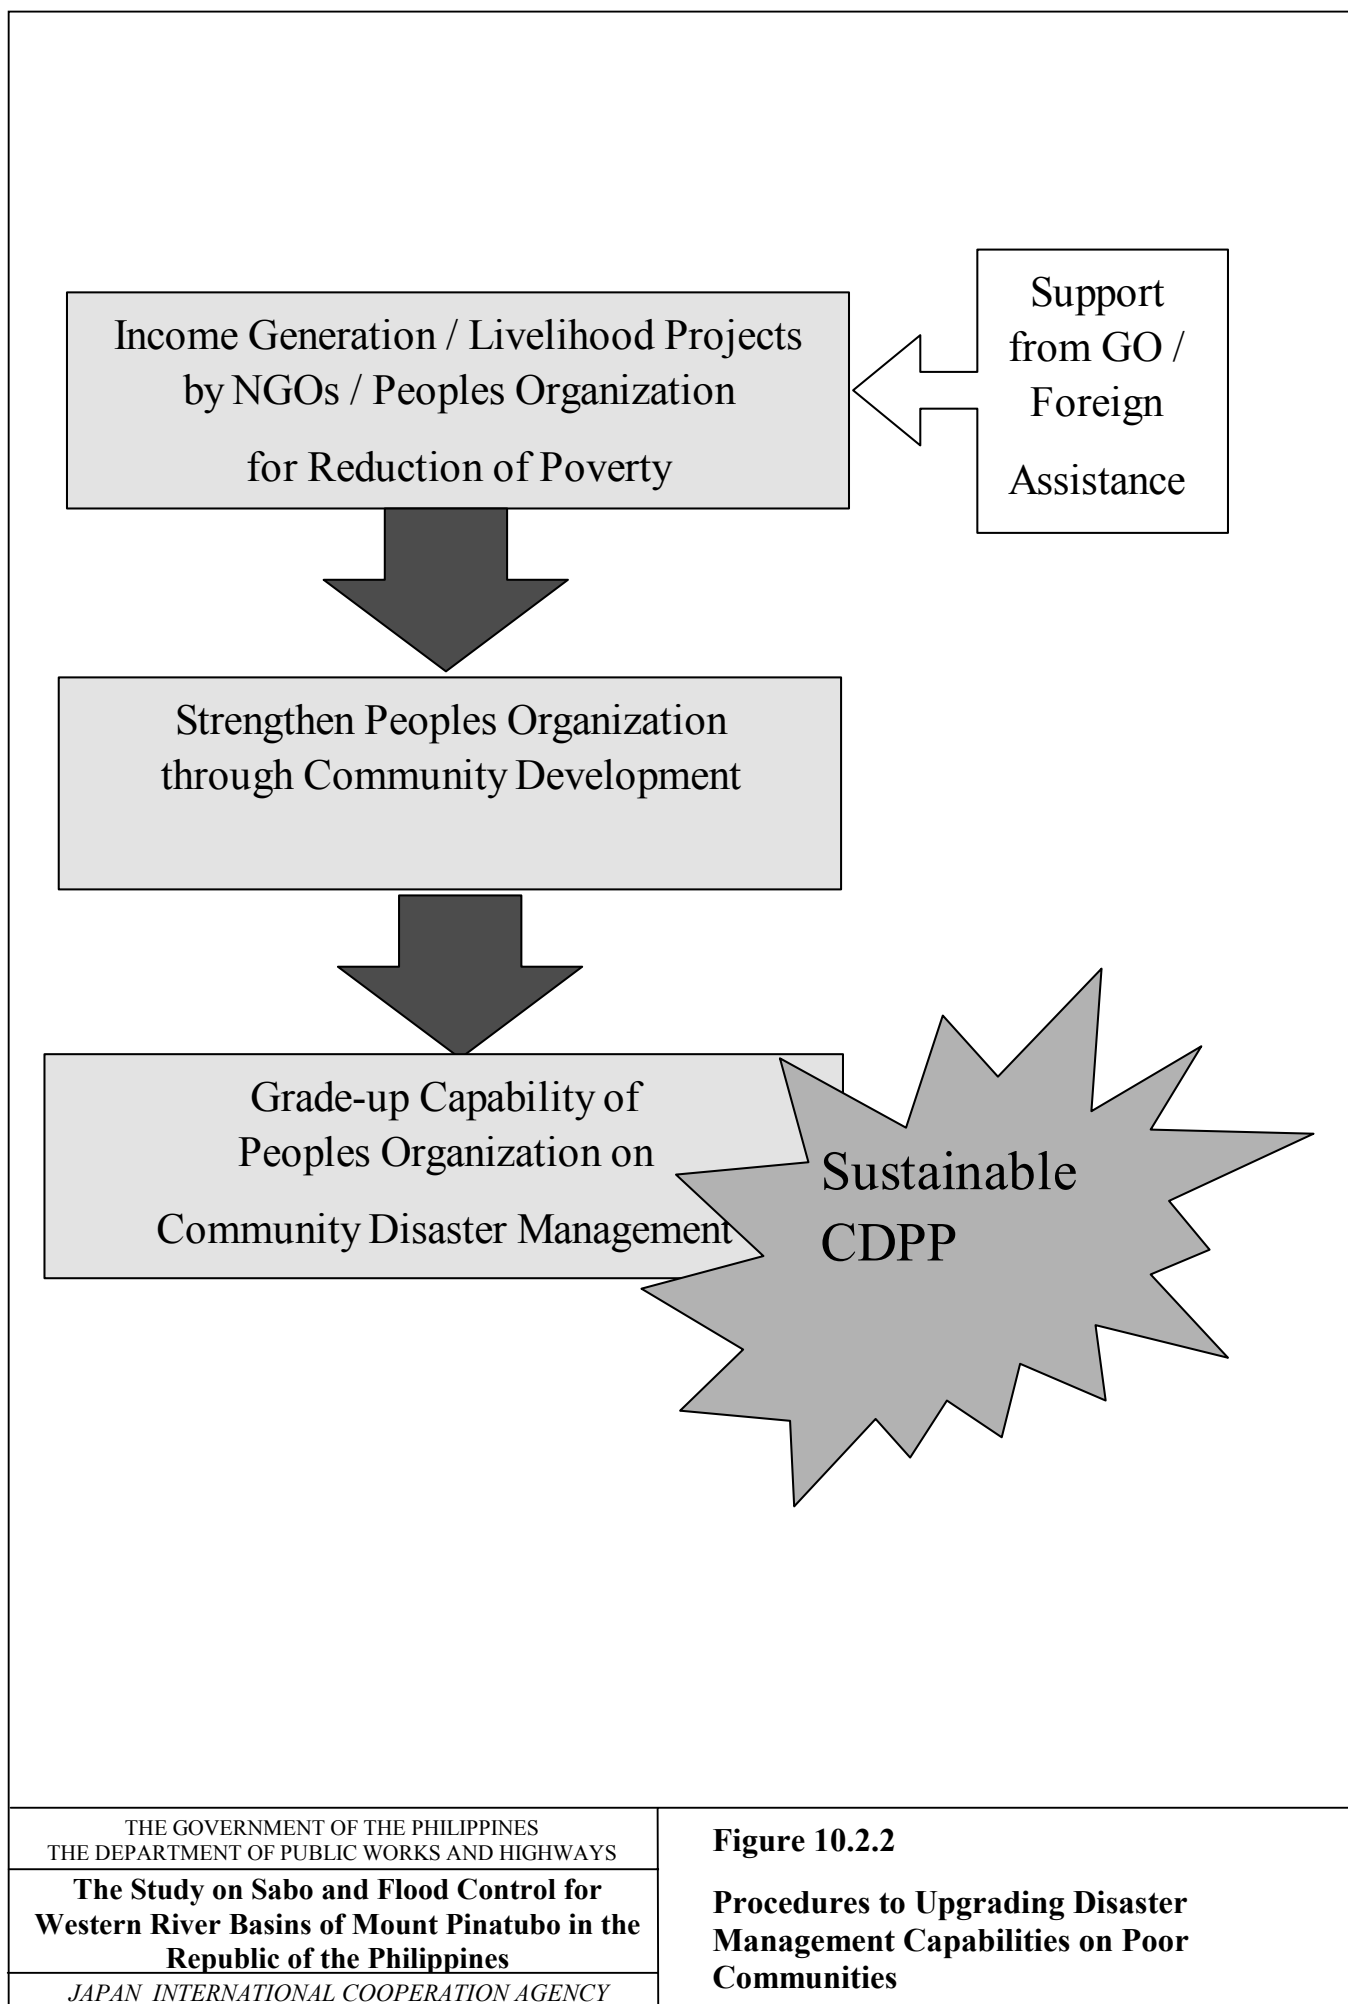 Income Generation / Livelihood Projects
by NGOs / Peoples Organization
for Reduction of Poverty
Support
from GO /
Foreign
Assistance
Strengthen Peoples Organization
through Community Development
Grade-up Capability of
Peoples Organization on
Community Disaster Management
Sustainable
CDPP
THE GOVERNMENT OF THE PHILIPPINES
THE DEPARTMENT OF PUBLIC WORKS AND HIGHWAYS
The Study on Sabo and Flood Control for
Western River Basins of Mount Pinatubo in the
Republic of the Philippines
JAPAN INTERNATIONAL COOPERATION AGENCY
Figure 10.2.2
Procedures to Upgrading Disaster
Management Capabilities on Poor
Communities